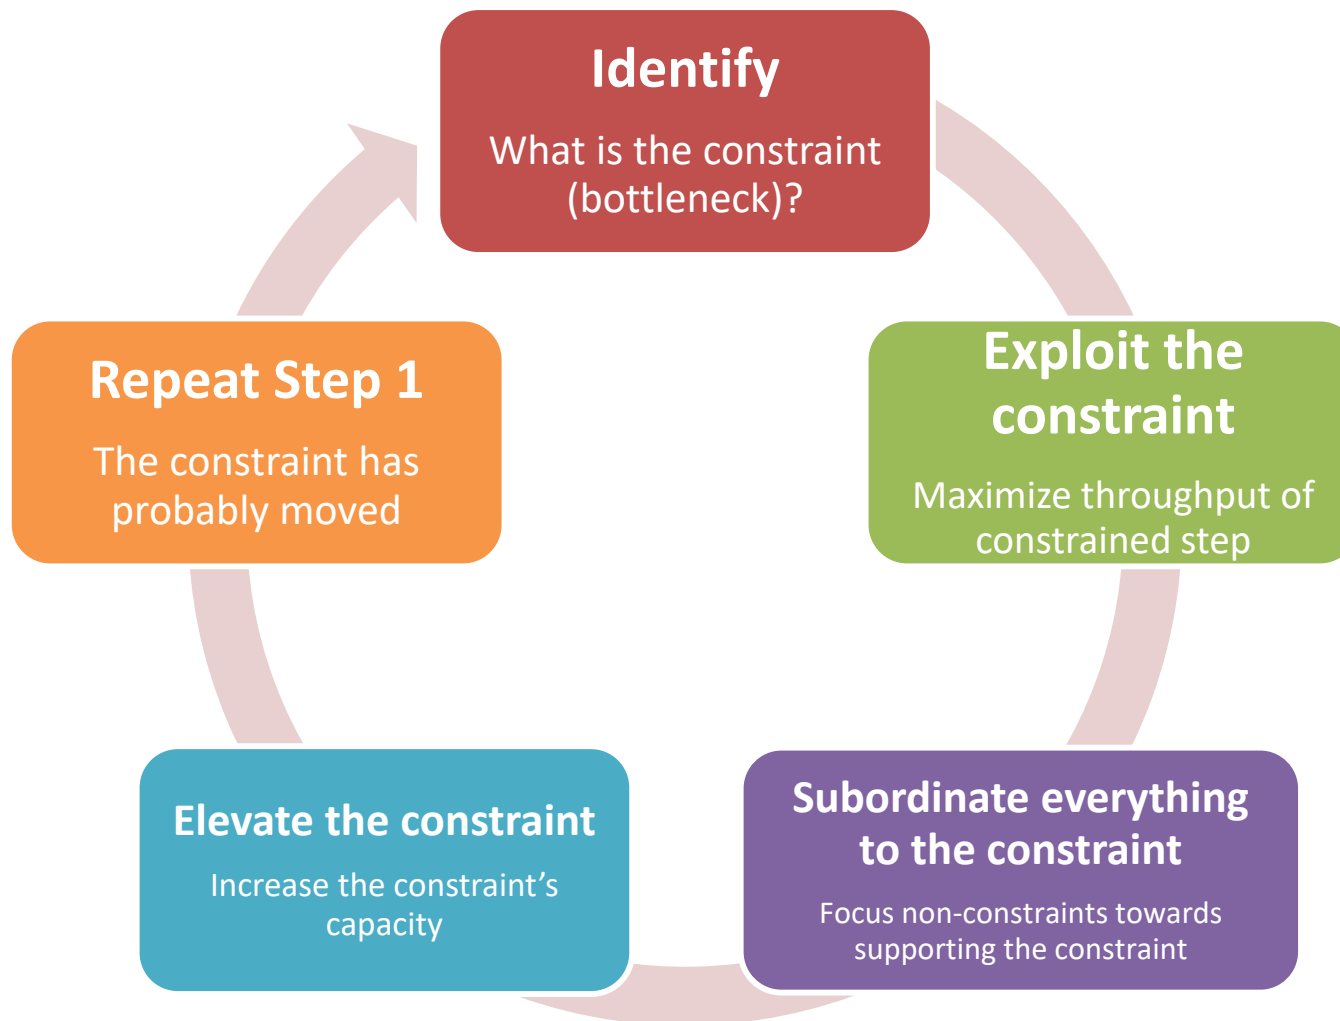 Identify
What is the constraint
(bottleneck)?
Exploit the
constraint
Maximize throughput of
constrained step
Subordinate everything
to the constraint
Focus non-constraints towards
supporting the constraint
Elevate the constraint
Increase the constraint’s
capacity
Repeat Step 1
The constraint has
probably moved